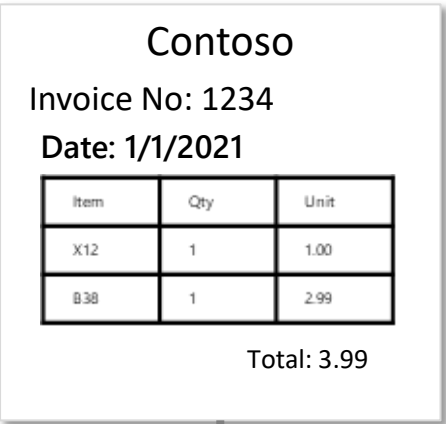 Contoso
Invoice No: 1234
Date: 1/1/2021
Item Qty Unit
X12 1 1.00
B38 1 2.99
Total: 3.99